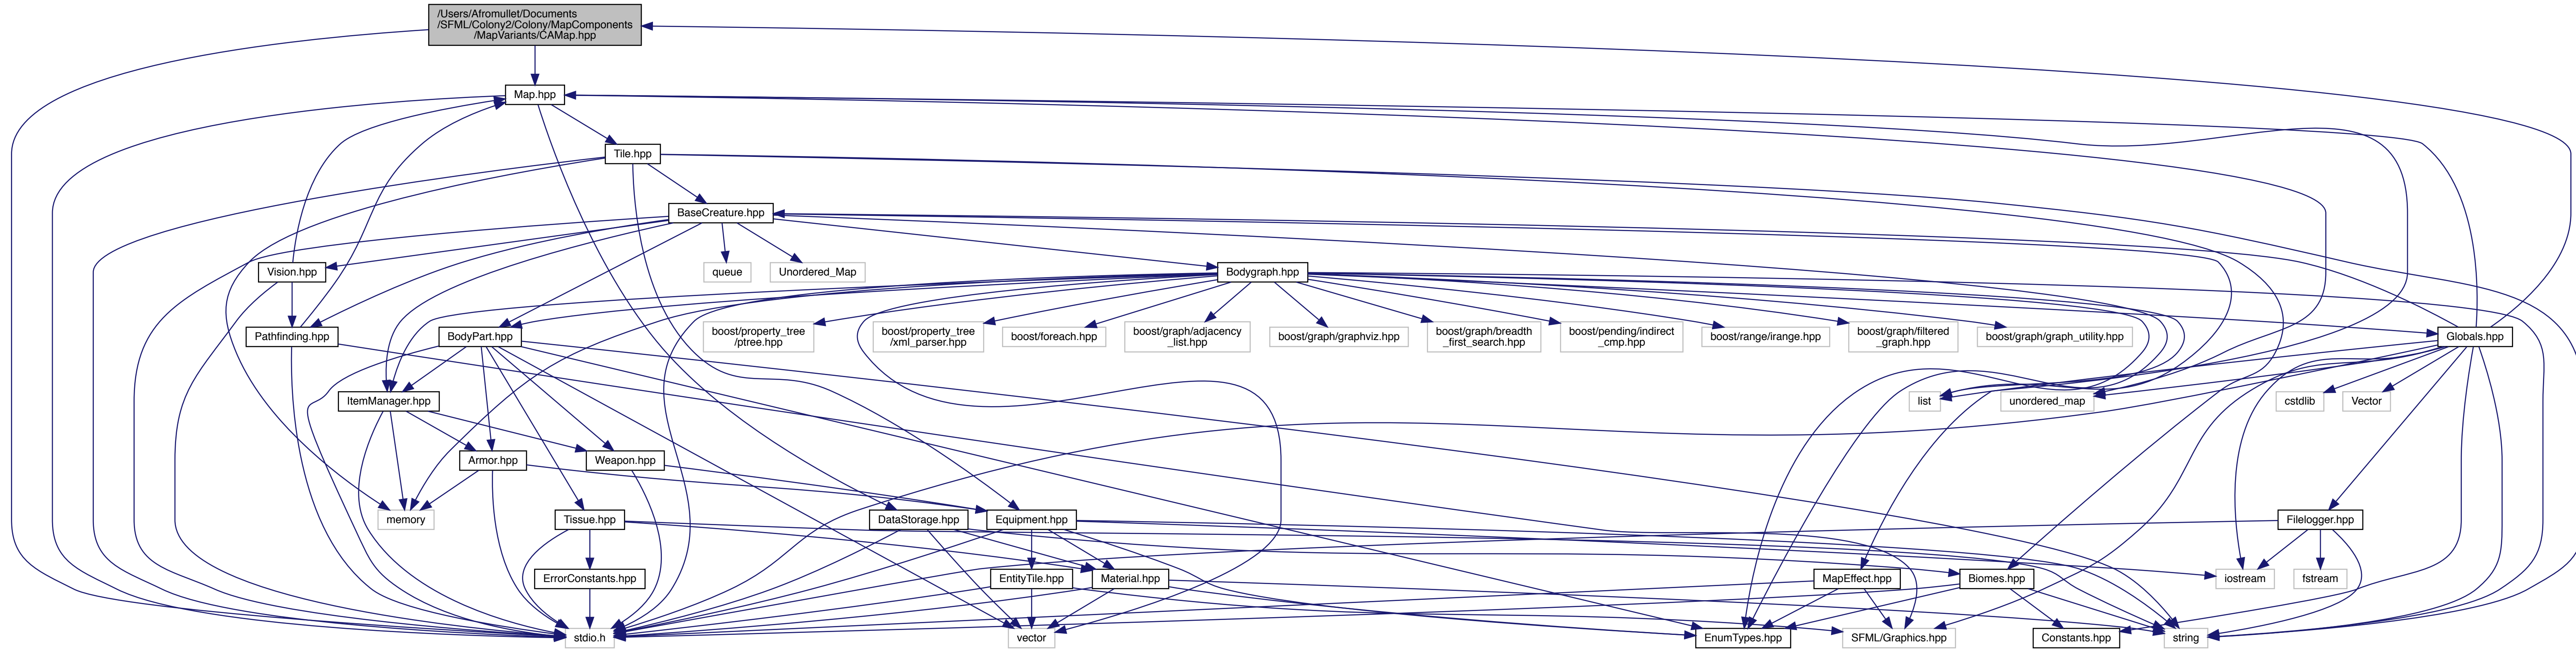 /Users/Afromullet/Documents
/SFML/Colony2/Colony/MapComponents
/MapVariants/CAMap.hpp
Map.hpp
Tile.hpp
BaseCreature.hpp
Vision.hpp
queue
Unordered_Map
Bodygraph.hpp
Pathfinding.hpp
BodyPart.hpp
boost/property_tree
/ptree.hpp
boost/property_tree
/xml_parser.hpp
boost/foreach.hpp
boost/graph/adjacency
_list.hpp
boost/graph/graphviz.hpp
boost/graph/breadth
_first_search.hpp
boost/pending/indirect
_cmp.hpp
boost/range/irange.hpp
boost/graph/filtered
_graph.hpp
boost/graph/graph_utility.hpp
Globals.hpp
ItemManager.hpp
list
unordered_map
cstdlib
Vector
Armor.hpp
Weapon.hpp
memory
Tissue.hpp
DataStorage.hpp
Equipment.hpp
Filelogger.hpp
ErrorConstants.hpp
EntityTile.hpp
Material.hpp
MapEffect.hpp
Biomes.hpp
iostream
fstream
stdio.h
vector
EnumTypes.hpp
SFML/Graphics.hpp
Constants.hpp
string